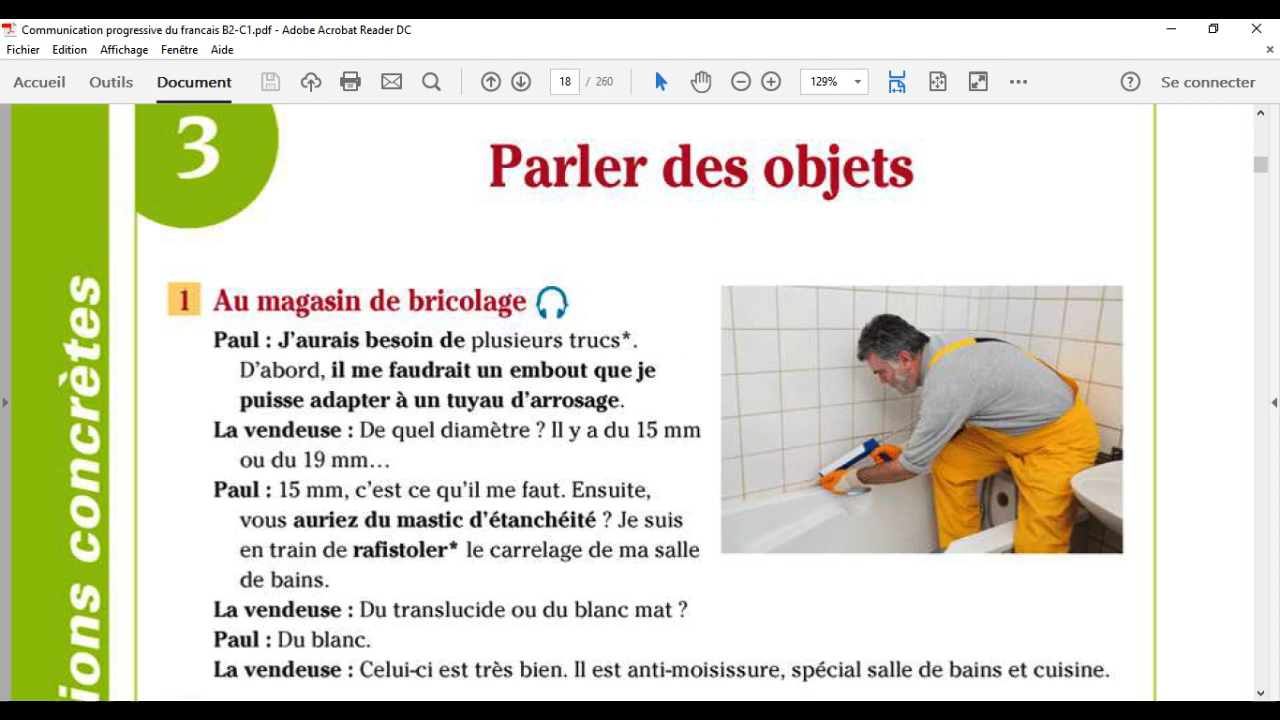 Communication progressive du francais B2-C1.pdf - Adobe Acrobat Reader DC
Fichier Edition Affichage Fenêtre Aide
Accueil Outils Document 18 / 260 129% Se connecter
3
Parler des objets
ions concrètes
1 Au magasin de bricolage
Paul : J'aurais besoin de plusieurs trucs*.
D'abord, il me faudrait un embout que je
puisse adapter à un tuyau d'arrosage.
La vendeuse : De quel diamètre ? Il y a du 15 mm
ou du 19 mm…
Paul : 15 mm, c'est ce qu'il me faut. Ensuite,
vous auriez du mastic d'étanchéité ? Je suis
en train de rafistoler* le carrelage de ma salle
de bains.
La vendeuse : Du translucide ou du blanc mat ?
Paul : Du blanc.
La vendeuse : Celui-ci est très bien. Il est anti-moisissure, spécial salle de bains et cuisine.